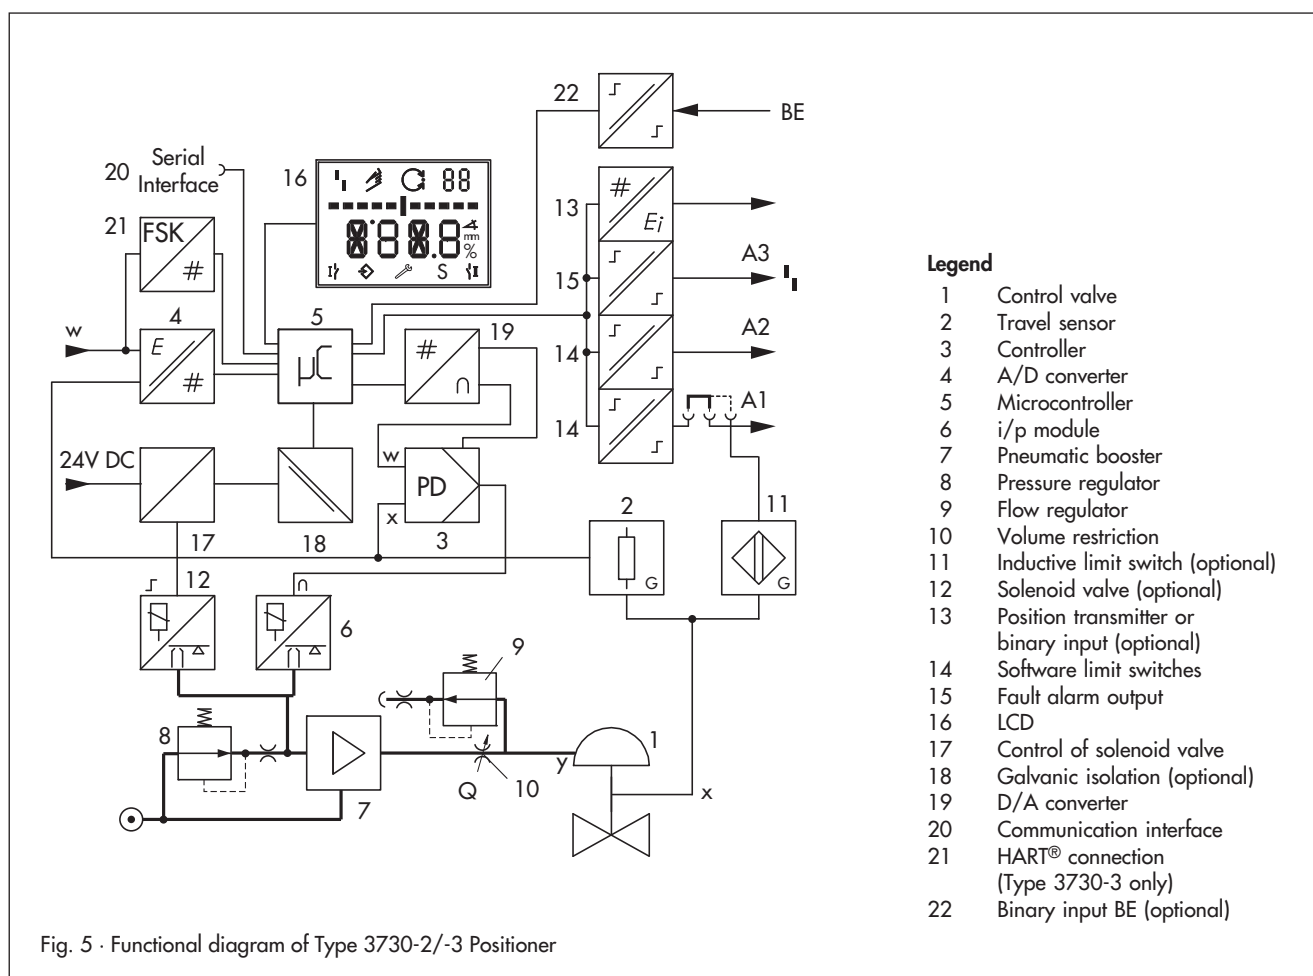 22
BE
Serial
Interface
20
16
88
8.8.8.8
mm
%
S
21
FSK
#
13
#
Ei
15
A3
w
4
E
#
5
µC
19
#
∩
14
A2
14
A1
24V DC
w
PD
x
3
2
G
11
G
17
18
12
∩
6
9
8
7
Q
10
y
1
x
Legend
1 Control valve
2 Travel sensor
3 Controller
4 A/D converter
5 Microcontroller
6 i/p module
7 Pneumatic booster
8 Pressure regulator
9 Flow regulator
10 Volume restriction
11 Inductive limit switch (optional)
12 Solenoid valve (optional)
13 Position transmitter or
binary input (optional)
14 Software limit switches
15 Fault alarm output
16 LCD
17 Control of solenoid valve
18 Galvanic isolation (optional)
19 D/A converter
20 Communication interface
21 HART® connection
(Type 3730-3 only)
22 Binary input BE (optional)
Fig. 5 · Functional diagram of Type 3730-2/-3 Positioner